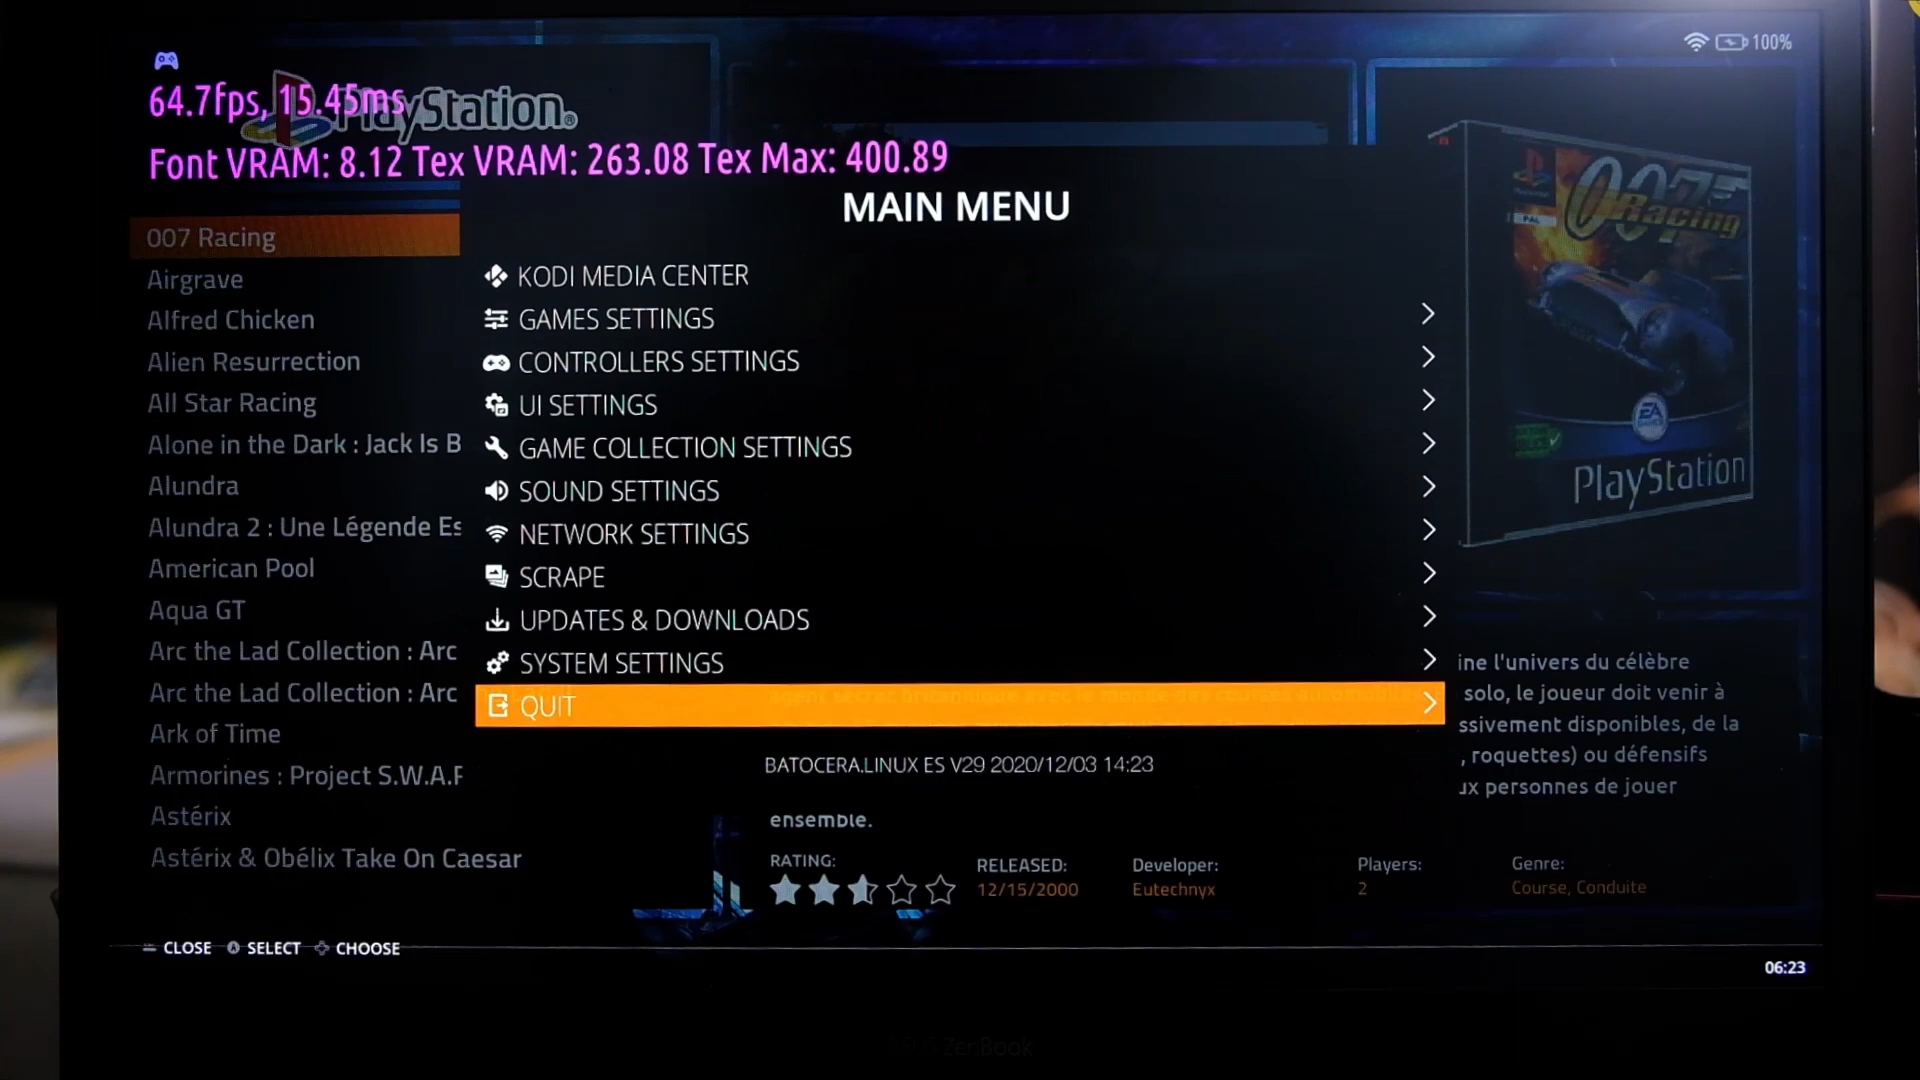 100%
64.7fps, 15.45ms
PlayStation®
Font VRAM: 8.12 Tex VRAM: 263.08 Tex Max: 400.89
MAIN MENU
007 Racing
Airgrave
Alfred Chicken
Alien Resurrection
All Star Racing
Alone in the Dark : Jack Is B
Alundra
Alundra 2 : Une Légende Es
American Pool
Aqua GT
Arc the Lad Collection : Arc
Arc the Lad Collection : Arc
Ark of Time
Armorines : Project S.W.A.R
Astérix
Astérix & Obélix Take On Caesar
KODI MEDIA CENTER
GAMES SETTINGS
CONTROLLERS SETTINGS
UI SETTINGS
GAME COLLECTION SETTINGS
SOUND SETTINGS
NETWORK SETTINGS
SCRAPE
UPDATES & DOWNLOADS
SYSTEM SETTINGS
QUIT
BATOCERA.LINUX ES V29 2020/12/03 14:23
PAL
007
Racing
EA
PlayStation
ine l'univers du célèbre
solo, le joueur doit venir à
ssivement disponibles, de la
, roquettes) ou défensifs
ux personnes de jouer
ensemble.
RATING:
RELEASED:
12/15/2000
Developer:
Eutechnyx
Players:
2
Genre:
Course, Conduite
CLOSE SELECT CHOOSE
06:23
ZenBook